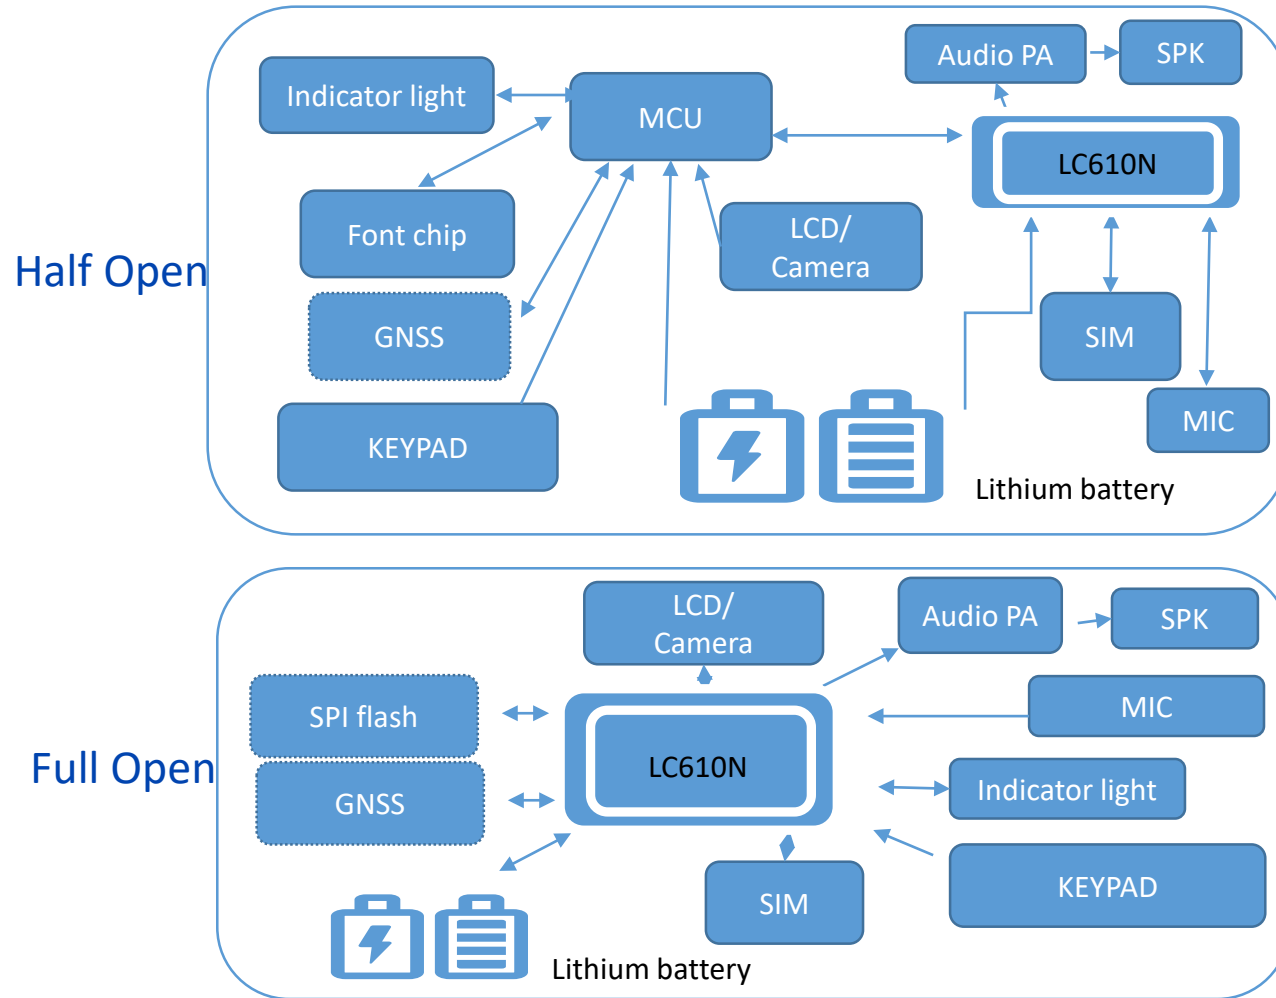 Half Open
Indicator light
MCU
Audio PA
SPK
LC610N
Font chip
LCD/
Camera
GNSS
SIM
KEYPAD
MIC
Lithium battery
Full Open
LCD/
Camera
Audio PA
SPK
SPI flash
MIC
LC610N
GNSS
Indicator light
SIM
KEYPAD
Lithium battery